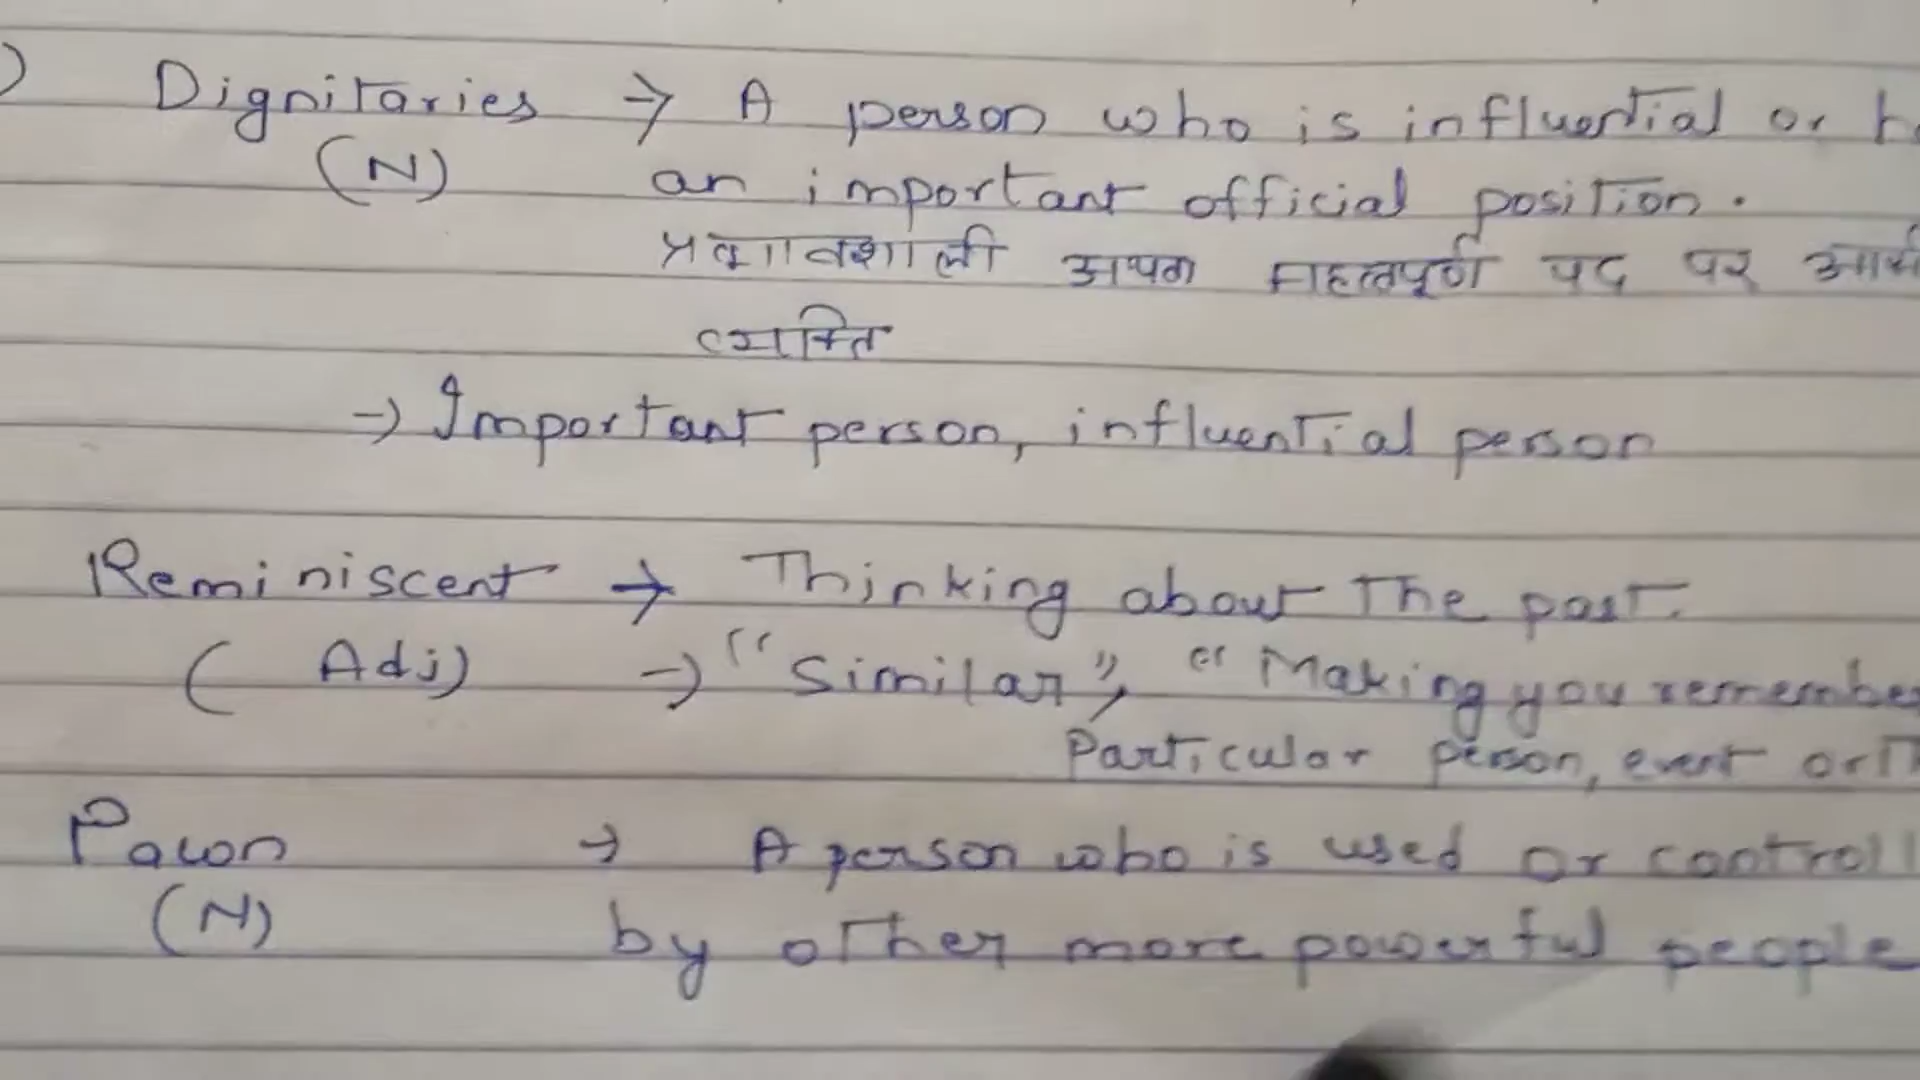 ) Dignitaries → A person who is influential or
(N) an important official position.
प्रभावशाली अथवा महत्वपूर्ण पद पर
व्यक्ति
→ Important person, influential person
Reminiscent → Thinking about the past.
(Adj) → "Similar", "Making you remember
Particular person, event or
Pawn → A person who is used or controll
(N) by other more powerful people